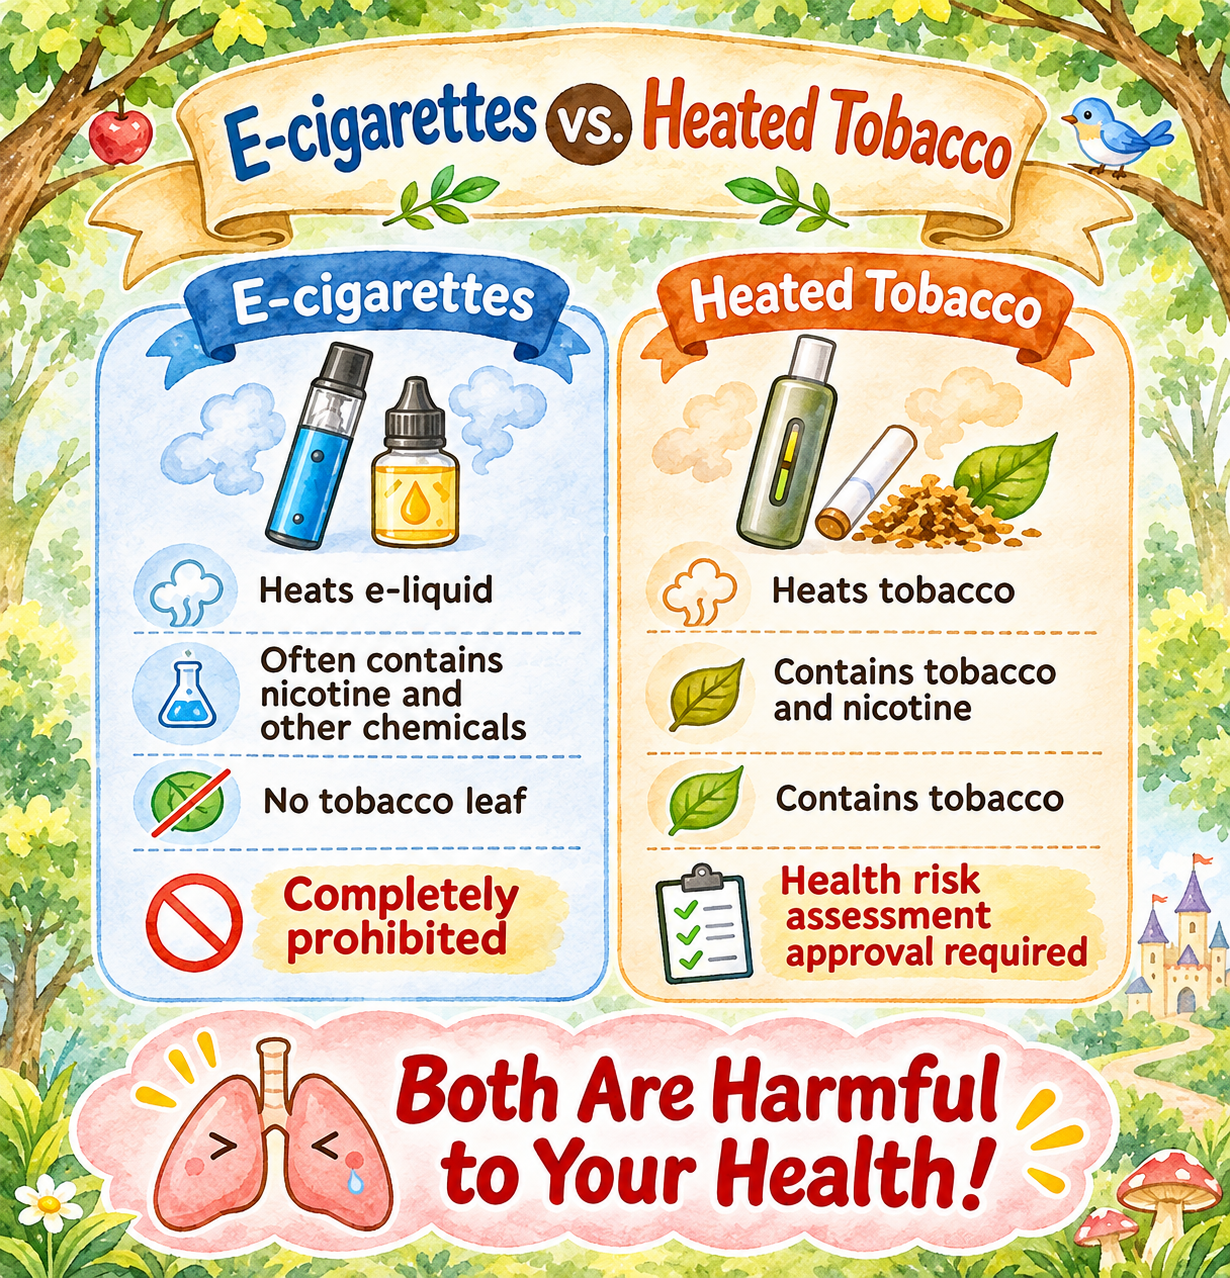 E-cigarettes vs. Heated Tobacco
E-cigarettes
Heats e-liquid
Often contains
nicotine and
other chemicals
No tobacco leaf
Completely
prohibited
Heated Tobacco
Heats tobacco
Contains tobacco
and nicotine
Contains tobacco
Health risk
assessment
approval required
Both Are Harmful
to Your Health!